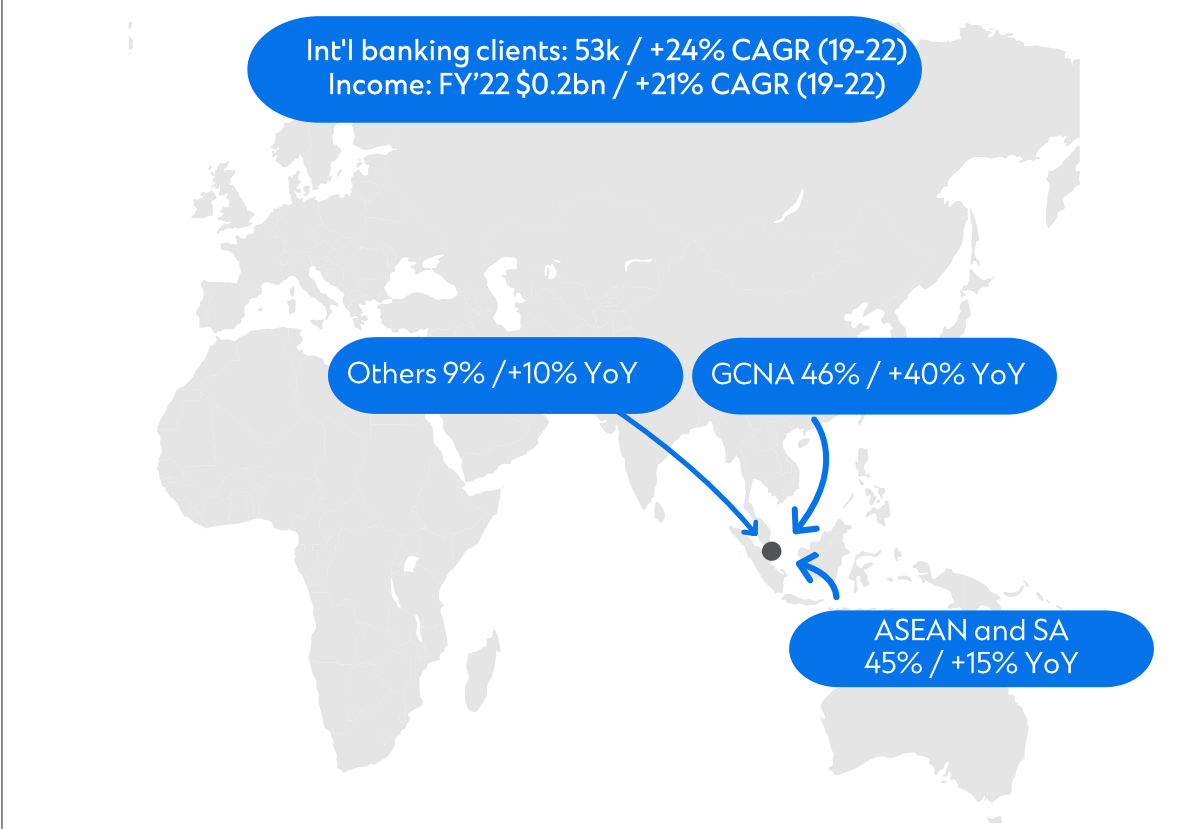 Int'l banking clients: 53k / +24% CAGR (19-22)
Income: FY’22 $0.2bn / +21% CAGR (19-22)
Others 9% /+10% YoY
GCNA 46% / +40% YoY
ASEAN and SA
45% / +15% YoY